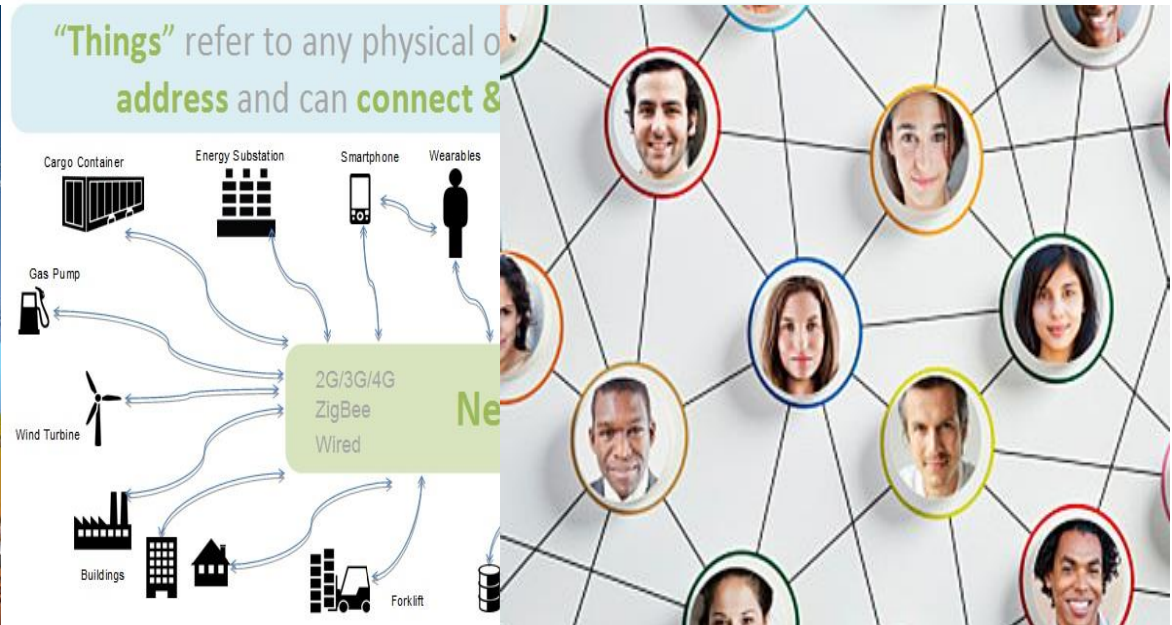 “Things” refer to any physical o
address and can connect &
Cargo Container
Energy Substation
Smartphone
Wearables
Gas Pump
2G/3G/4G
ZigBee
Ne
Wired
Wind Turbine
Buildings
Forklift